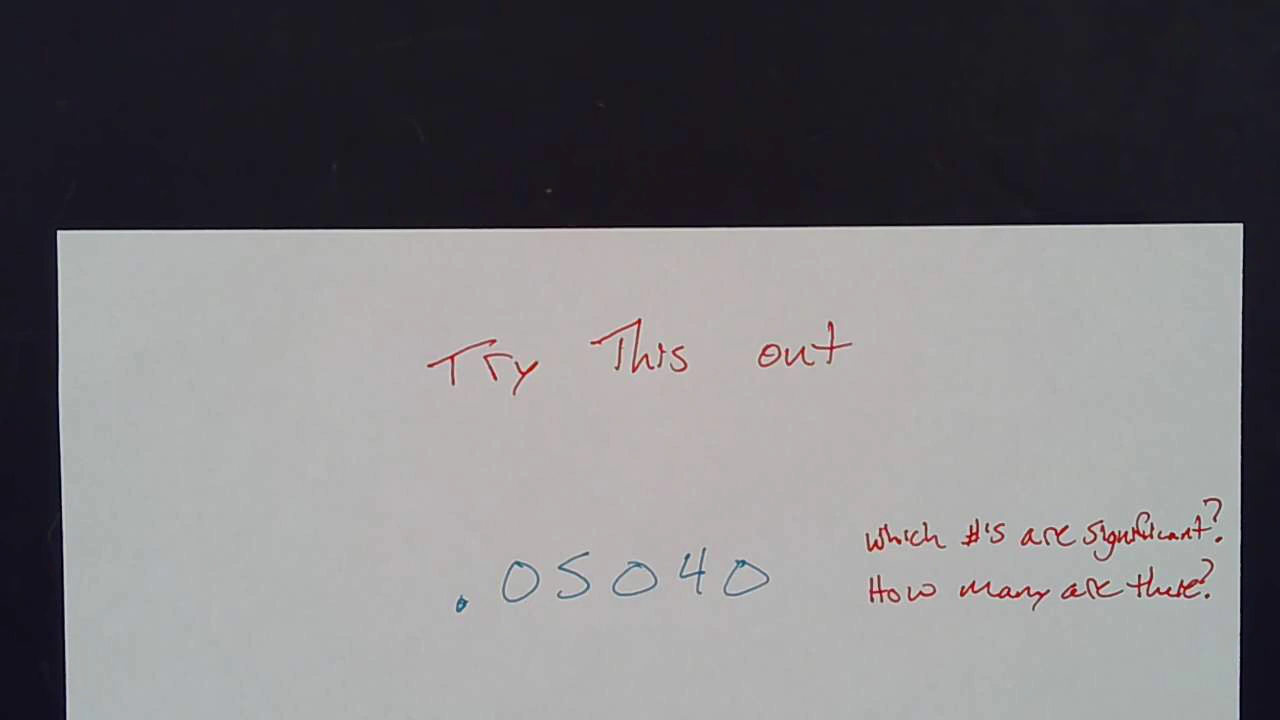 Try This out
which #'s are significant?
.05040
How many are there?